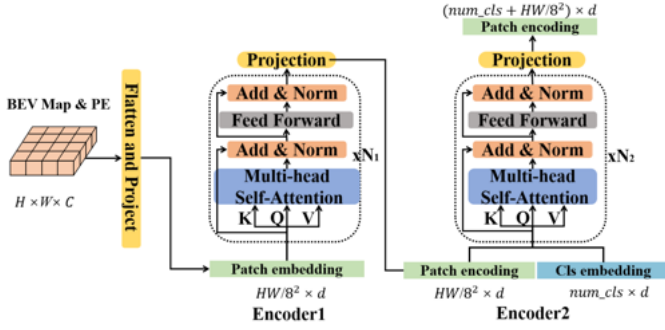 BEV Map & PE
H × W × C
Flatten and Project
Projection
Add & Norm
Feed Forward
Add & Norm
Multi-head
Self-Attention
K Q V
xN₁
Patch embedding
HW/8² × d
Encoder1
(num_cls + HW/8²) × d
Patch encoding
Projection
Add & Norm
Feed Forward
Add & Norm
Multi-head
Self-Attention
K Q V
xN₂
Patch encoding
Cls embedding
HW/8² × d
num_cls × d
Encoder2